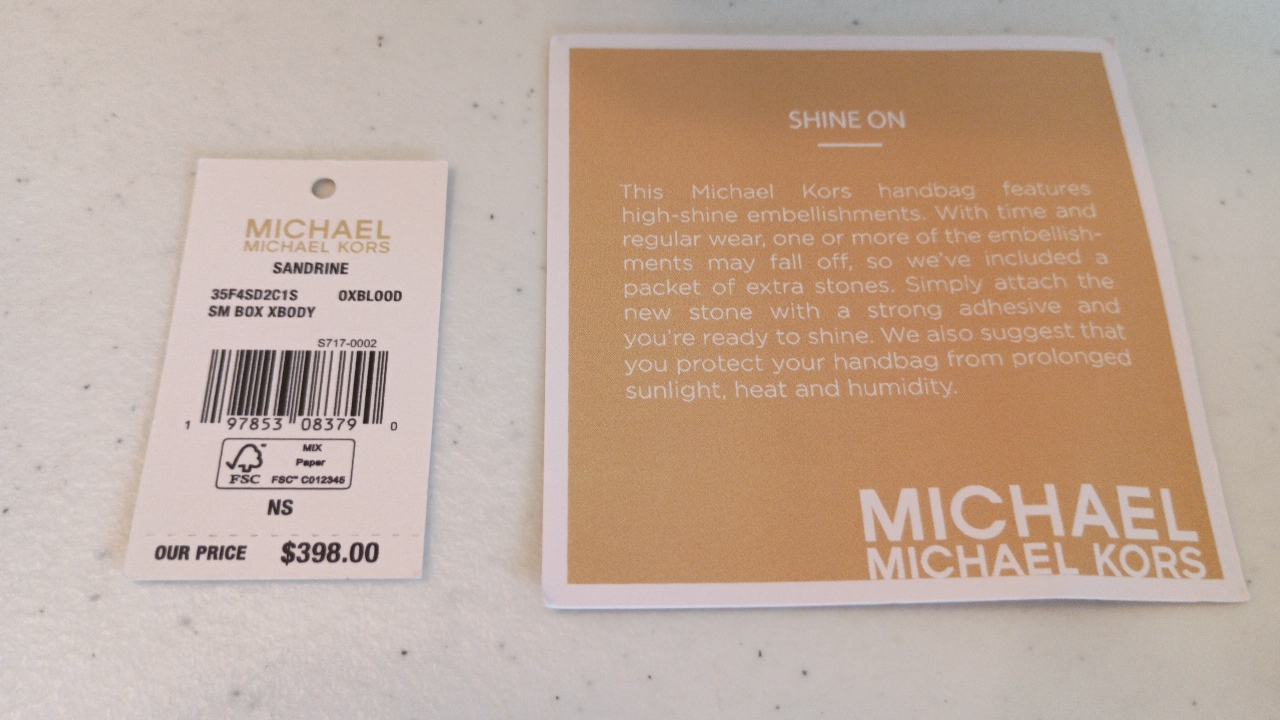 MICHAEL
MICHAEL KORS
SANDRINE
35F4SD2C1S OXBLOOD
SM BOX XBODY
S717-0002
1 97853 08379 0
FSC
MIX
Paper
FSC™ C012345
NS
OUR PRICE $398.00
SHINE ON
This Michael Kors handbag features
high-shine embellishments. With time and
regular wear, one or more of the embellish-
ments may fall off, so we've included a
packet of extra stones. Simply attach the
new stone with a strong adhesive and
you're ready to shine. We also suggest that
you protect your handbag from prolonged
sunlight, heat and humidity.
MICHAEL
MICHAEL KORS